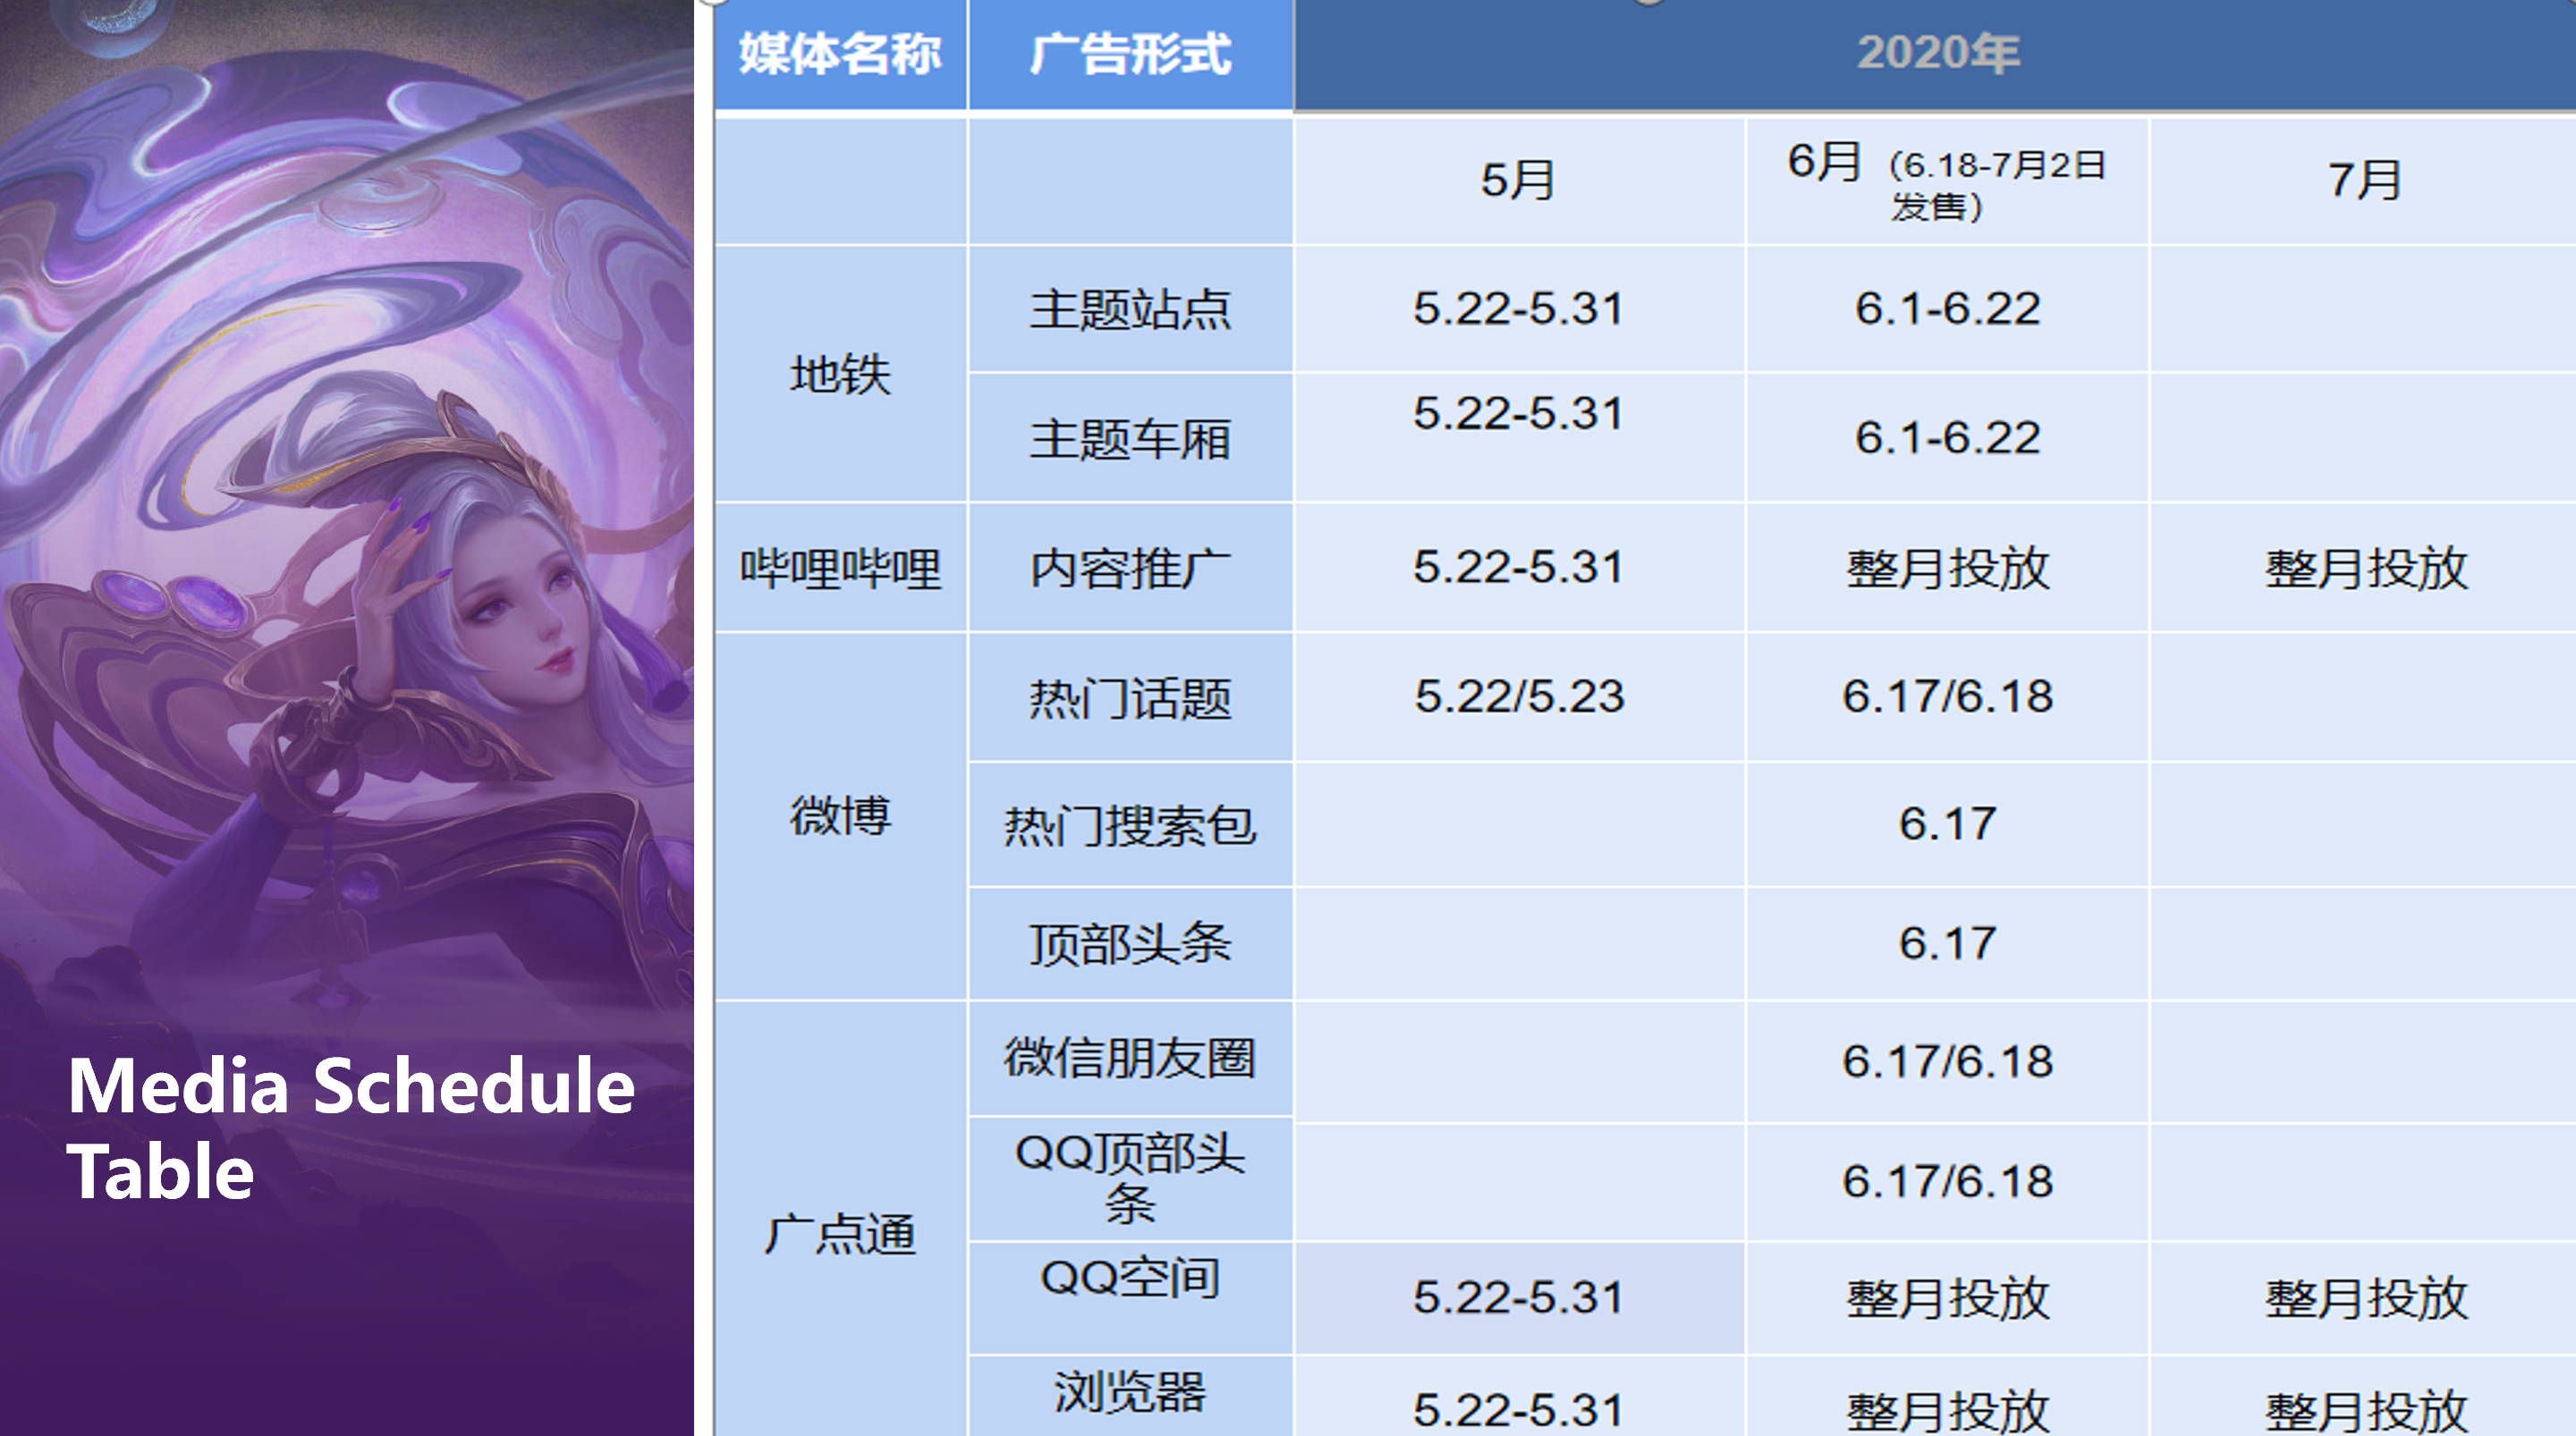 Media Schedule
Table
媒体名称 广告形式 2020年
5月 6月（6.18-7月2日
发售） 7月
地铁 主题站点 5.22-5.31 6.1-6.22
主题车厢 5.22-5.31 6.1-6.22
哔哩哔哩 内容推广 5.22-5.31 整月投放 整月投放
微博 热门话题 5.22/5.23 6.17/6.18
热门搜索包 6.17
顶部头条 6.17
广点通 微信朋友圈 6.17/6.18
QQ顶部头
条 6.17/6.18
QQ空间 5.22-5.31 整月投放 整月投放
浏览器 5.22-5.31 整月投放 整月投放